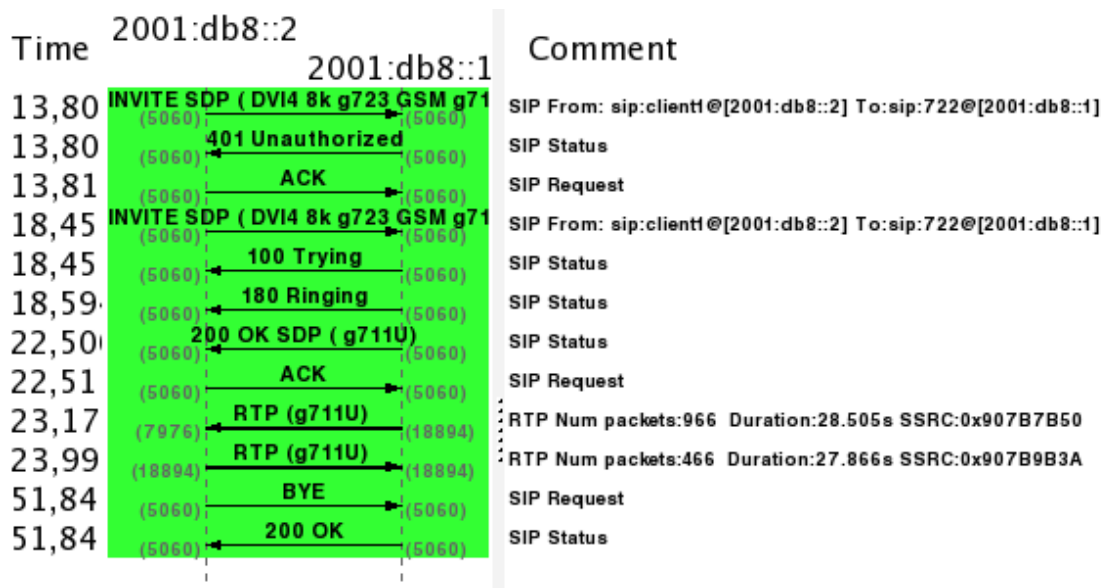 Time 2001:db8::2 2001:db8::1 Comment
13,80 INVITE SDP ( DVI4 8k g723 GSM g71 (5060) (5060) SIP From: sip:client1@[2001:db8::2] To:sip:722@[2001:db8::1]
13,80 401 Unauthorized (5060) (5060) SIP Status
13,81 ACK (5060) (5060) SIP Request
18,45 INVITE SDP ( DVI4 8k g723 GSM g71 (5060) (5060) SIP From: sip:client1@[2001:db8::2] To:sip:722@[2001:db8::1]
18,45 100 Trying (5060) (5060) SIP Status
18,59 180 Ringing (5060) (5060) SIP Status
22,50 200 OK SDP ( g711U) (5060) (5060) SIP Status
22,51 ACK (5060) (5060) SIP Request
23,17 RTP (g711U) (7976) (18894) RTP Num packets:966 Duration:28.505s SSRC:0x907B7B50
23,99 RTP (g711U) (18894) (18894) RTP Num packets:466 Duration:27.866s SSRC:0x907B9B3A
51,84 BYE (5060) (5060) SIP Request
51,84 200 OK (5060) (5060) SIP Status